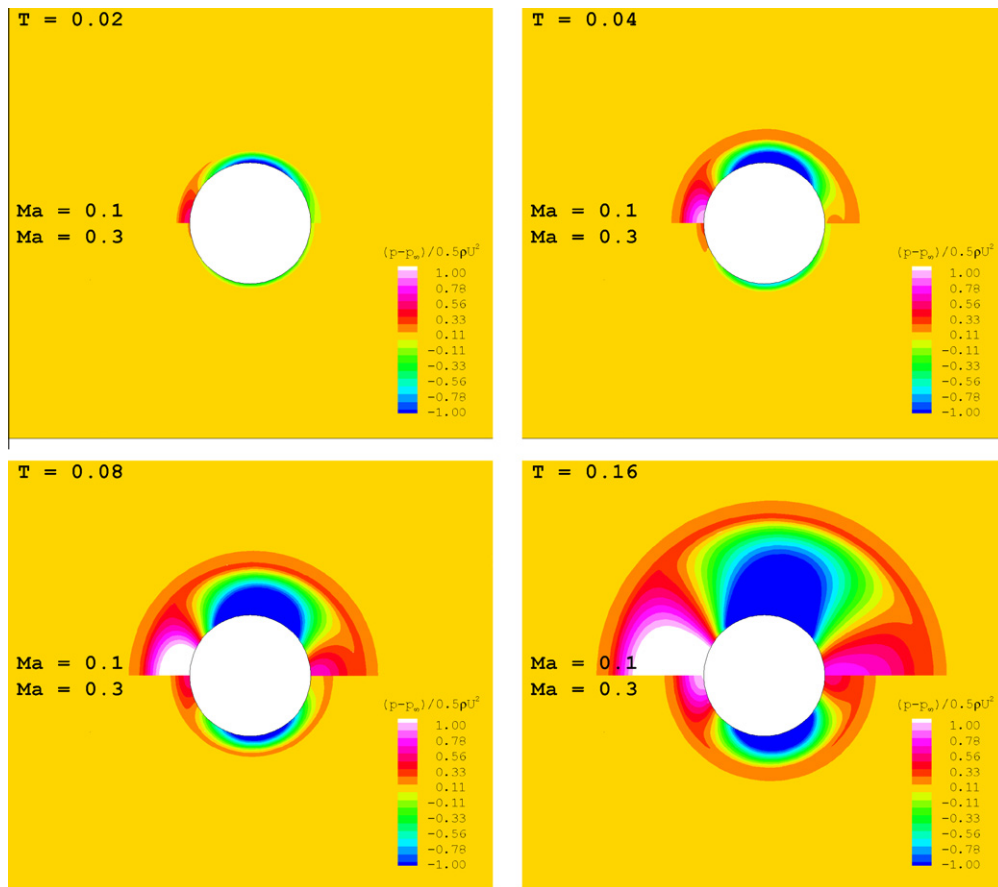 T = 0.02
Ma = 0.1
Ma = 0.3
(p-p∞)/0.5ρU²
1.00
0.78
0.56
0.33
0.11
-0.11
-0.33
-0.56
-0.78
-1.00
T = 0.04
Ma = 0.1
Ma = 0.3
(p-p∞)/0.5ρU²
1.00
0.78
0.56
0.33
0.11
-0.11
-0.33
-0.56
-0.78
-1.00
T = 0.08
Ma = 0.1
Ma = 0.3
(p-p∞)/0.5ρU²
1.00
0.78
0.56
0.33
0.11
-0.11
-0.33
-0.56
-0.78
-1.00
T = 0.16
Ma = 0.1
Ma = 0.3
(p-p∞)/0.5ρU²
1.00
0.78
0.56
0.33
0.11
-0.11
-0.33
-0.56
-0.78
-1.00